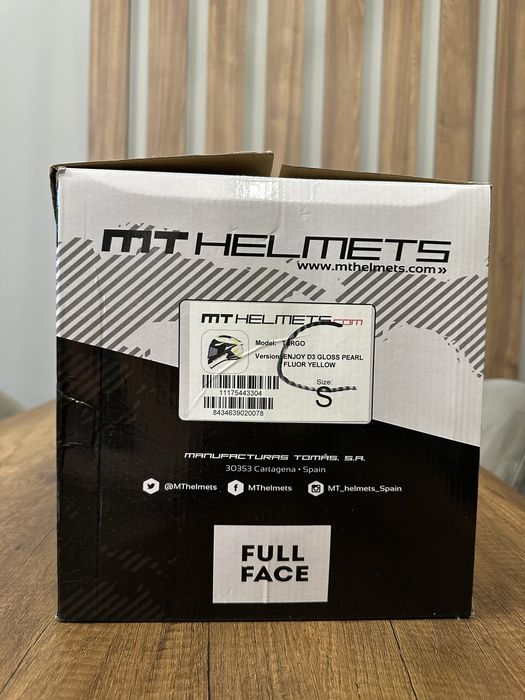 MT HELMETS
www.mthelmets.com»
MT HELMETS.com
Model: TARGO
Version: ENJOY D3 GLOSS PEARL
FLUOR YELLOW
Size:
S
11175443304
8434639020076
MANUFACTURAS TOMÁS, S.A.
30353 Cartagena • Spain
@MThelmets MThelmets MT_helmets_Spain
FULL
FACE